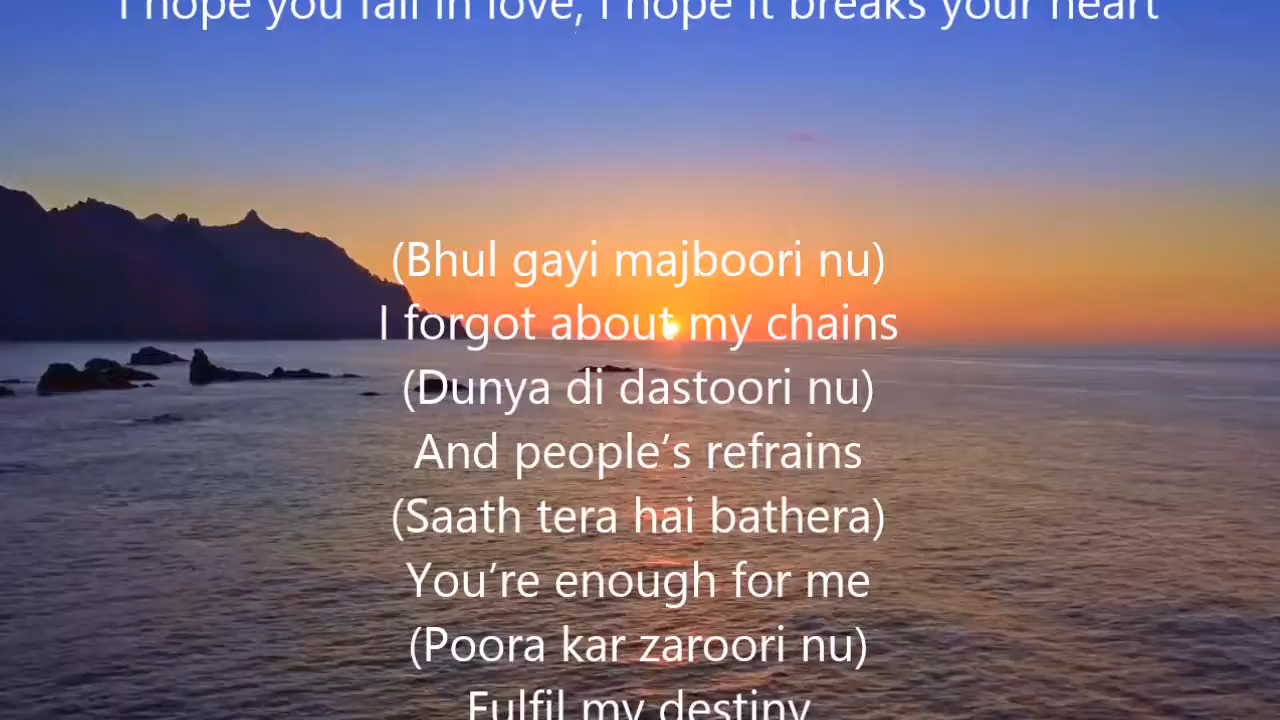 I hope you fall in love, I hope it breaks your heart
(Bhul gayi majboori nu)
I forgot about my chains
(Dunya di dastoori nu)
And people’s refrains
(Saath tera hai bathera)
You’re enough for me
(Poora kar zaroori nu)
Fulfil my destiny